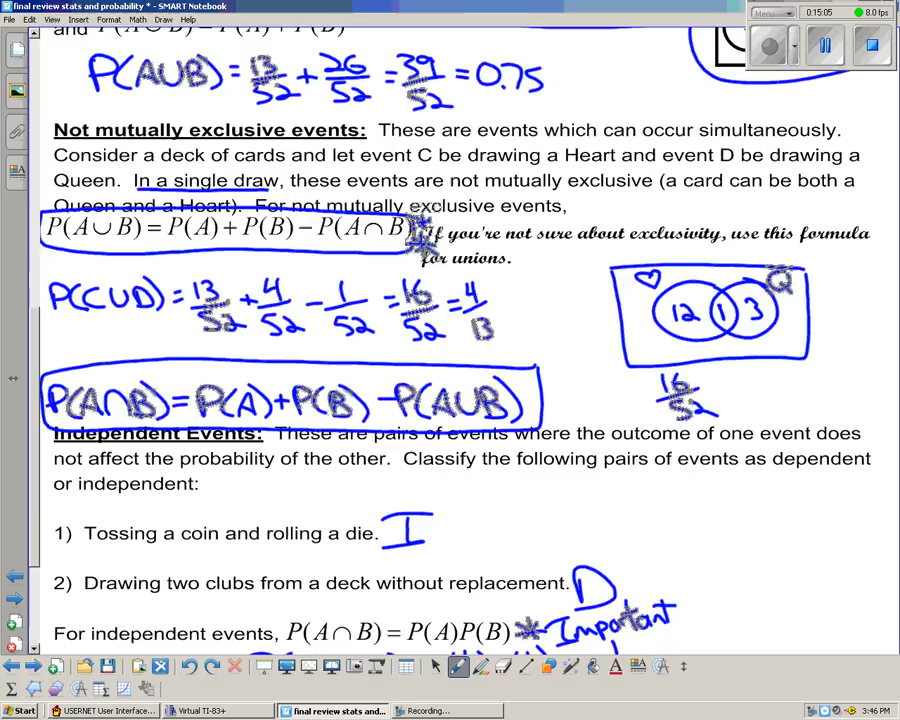 final review stats and probability * - SMART Notebook
00:15:05 8.0 fps
File Edit View Insert Format Math Draw Help
Menu
and P(A∪B) = P(A) + P(B)
P(A∪B) = 13/52 + 26/52 = 39/52 = 0.75
Not mutually exclusive events: These are events which can occur simultaneously.
Consider a deck of cards and let event C be drawing a Heart and event D be drawing a
Queen. In a single draw, these events are not mutually exclusive (a card can be both a
Queen and a Heart). For not mutually exclusive events,
P(A∪B) = P(A) + P(B) − P(A∩B) * If you're not sure about exclusivity, use this formula
for unions.
P(C∪D) = 13/52 + 4/52 − 1/52 = 16/52 = 4/13
♡ Q
12 1 3
16/52
P(A∩B) = P(A) + P(B) − P(A∪B)
Independent Events: These are pairs of events where the outcome of one event does
not affect the probability of the other. Classify the following pairs of events as dependent
or independent:
1) Tossing a coin and rolling a die. I
2) Drawing two clubs from a deck without replacement. D
For independent events, P(A∩B) = P(A)P(B) * Important
Start USERNET User Interface... Virtual TI-83+ final review stats and... Recording... 3:46 PM